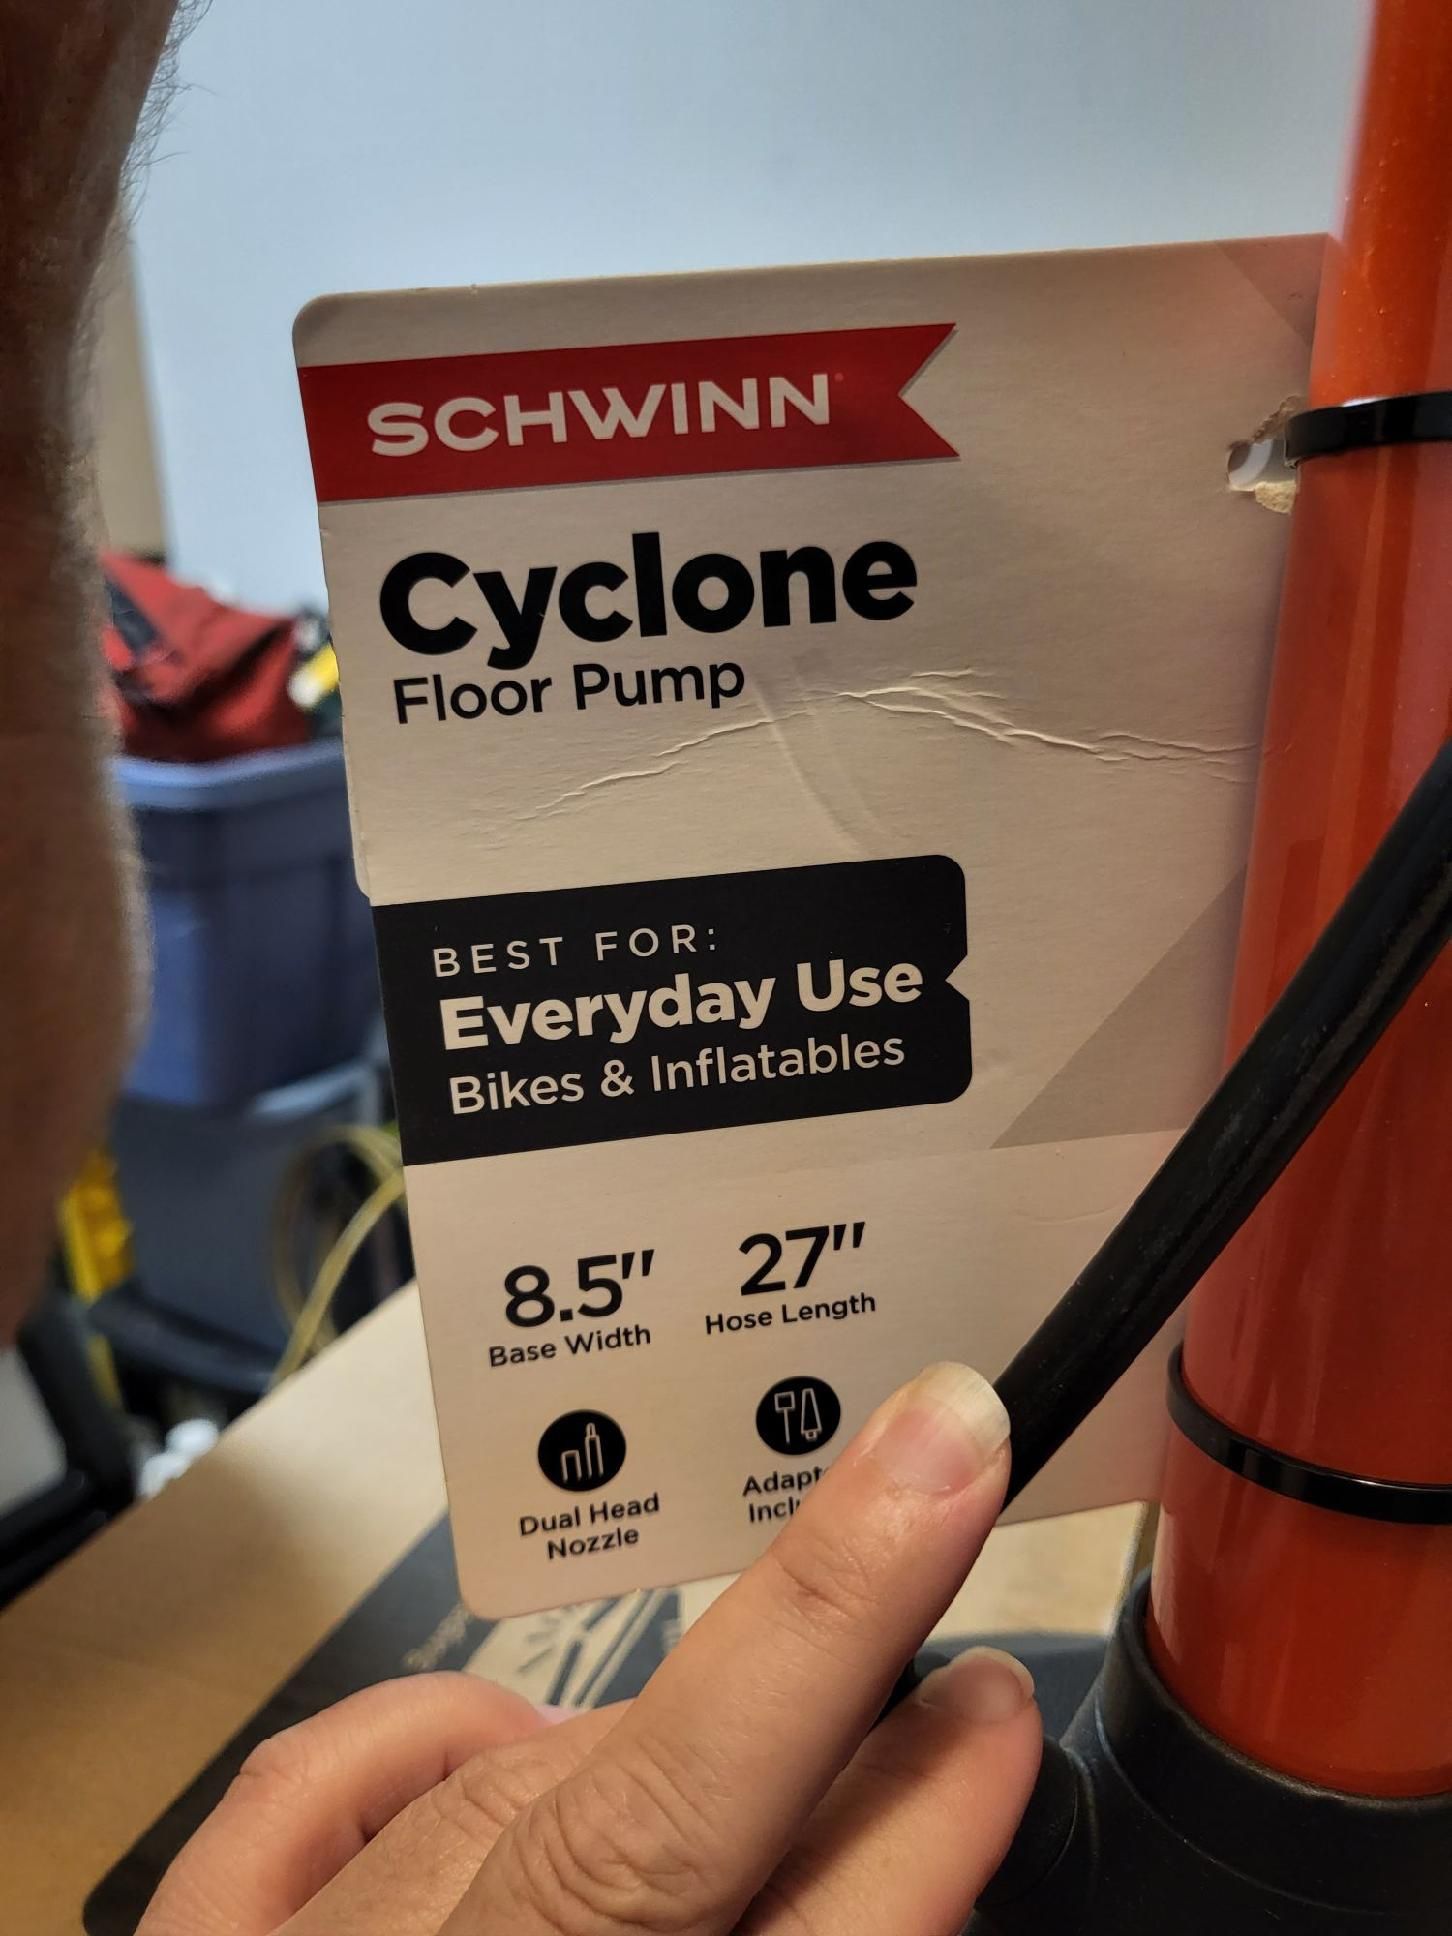 SCHWINN
Cyclone
Floor Pump
BEST FOR:
Everyday Use
Bikes & Inflatables
8.5" 27"
Base Width Hose Length
Dual Head
Nozzle